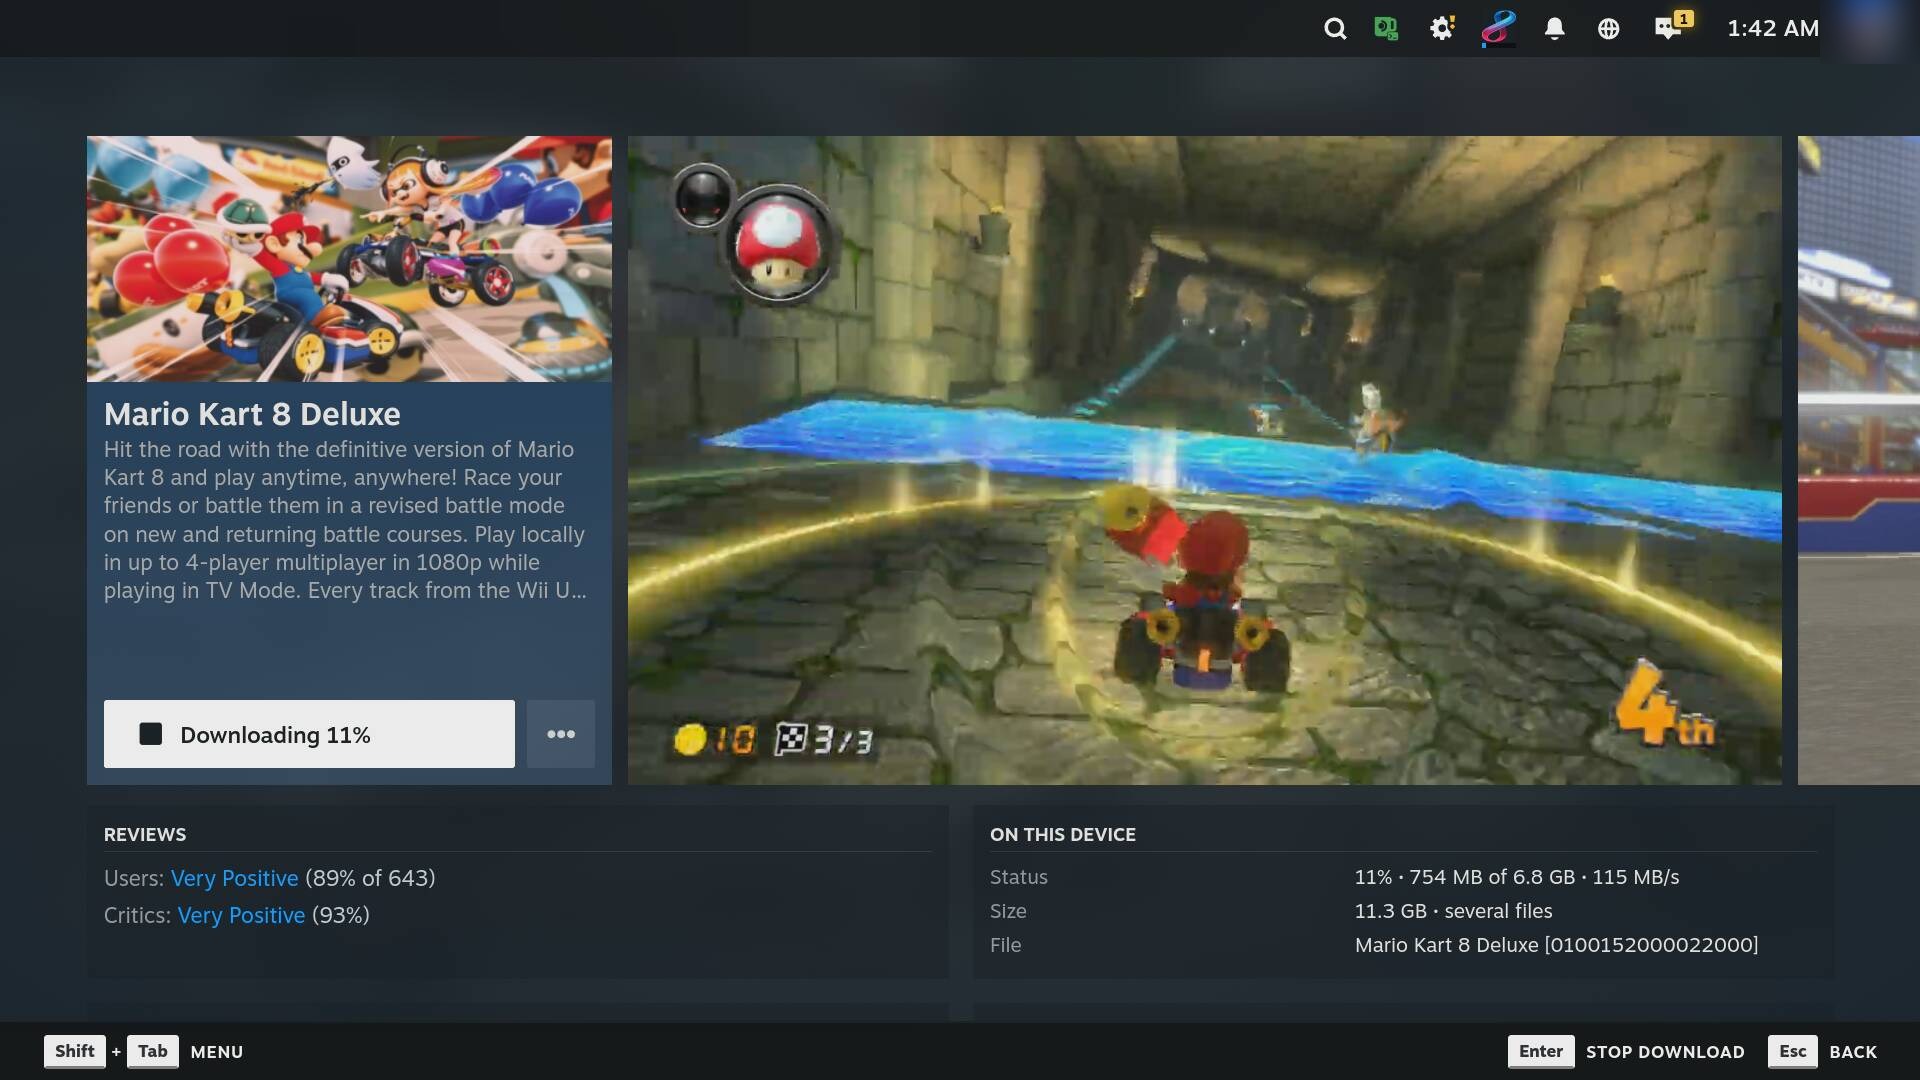 1
1:42 AM
10
3/3
4th
Mario Kart 8 Deluxe
Hit the road with the definitive version of Mario
Kart 8 and play anytime, anywhere! Race your
friends or battle them in a revised battle mode
on new and returning battle courses. Play locally
in up to 4-player multiplayer in 1080p while
playing in TV Mode. Every track from the Wii U...
Downloading 11%
REVIEWS
Users: Very Positive (89% of 643)
Critics: Very Positive (93%)
ON THIS DEVICE
Status 11% · 754 MB of 6.8 GB · 115 MB/s
Size 11.3 GB · several files
File Mario Kart 8 Deluxe [0100152000022000]
Shift + Tab MENU
Enter STOP DOWNLOAD Esc BACK